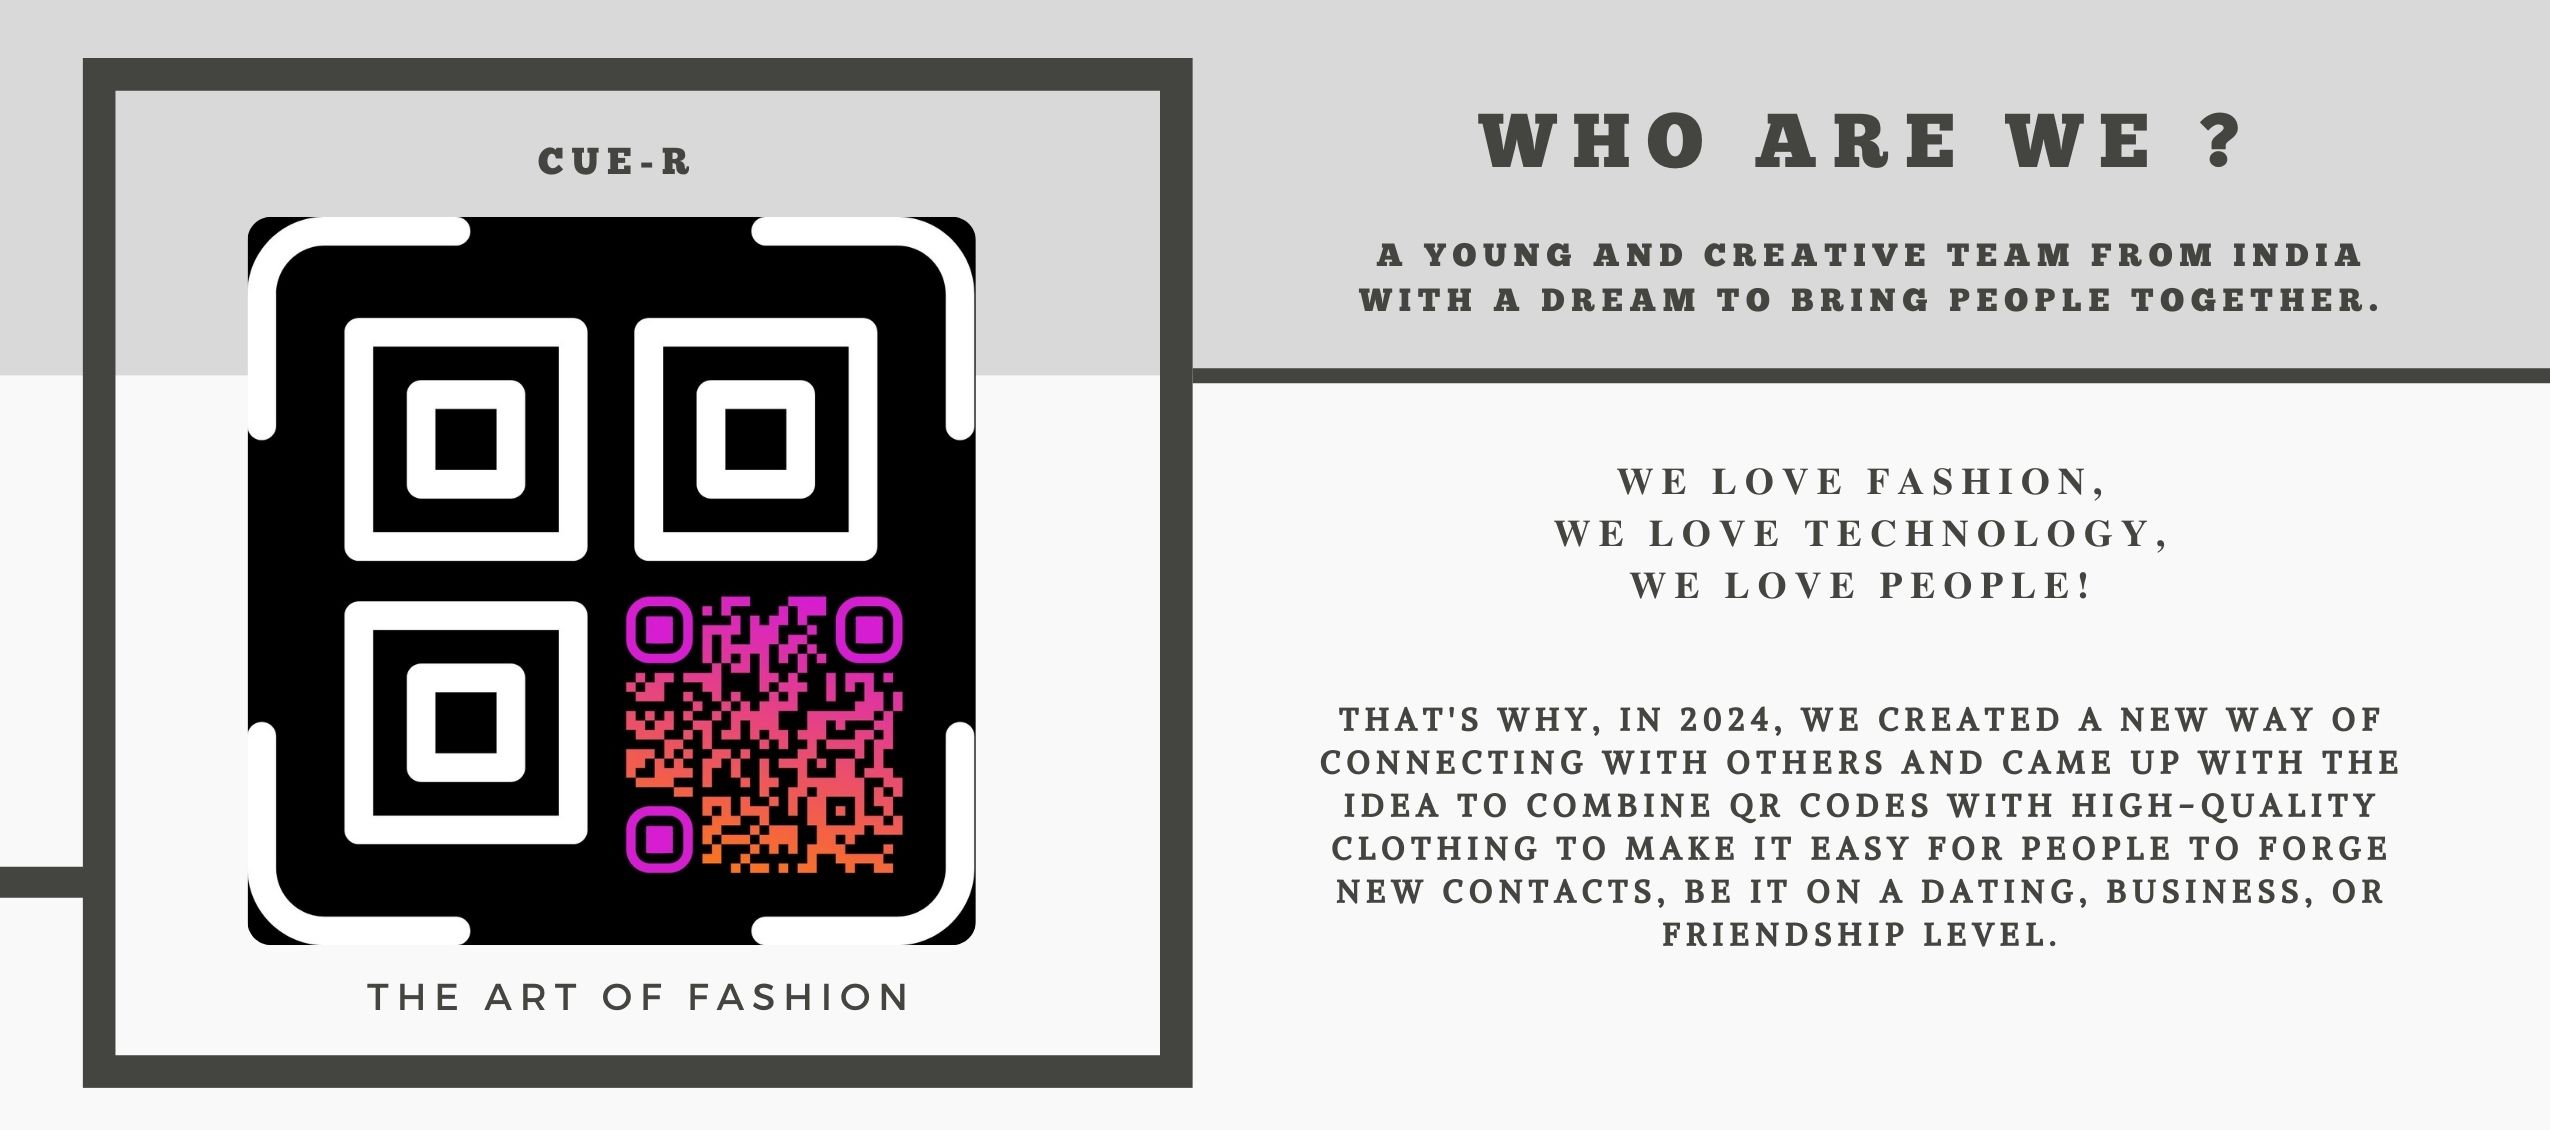 CUE-R
THE ART OF FASHION
WHO ARE WE ?
A YOUNG AND CREATIVE TEAM FROM INDIA
WITH A DREAM TO BRING PEOPLE TOGETHER.
WE LOVE FASHION,
WE LOVE TECHNOLOGY,
WE LOVE PEOPLE!
THAT'S WHY, IN 2024, WE CREATED A NEW WAY OF
CONNECTING WITH OTHERS AND CAME UP WITH THE
IDEA TO COMBINE QR CODES WITH HIGH-QUALITY
CLOTHING TO MAKE IT EASY FOR PEOPLE TO FORGE
NEW CONTACTS, BE IT ON A DATING, BUSINESS, OR
FRIENDSHIP LEVEL.